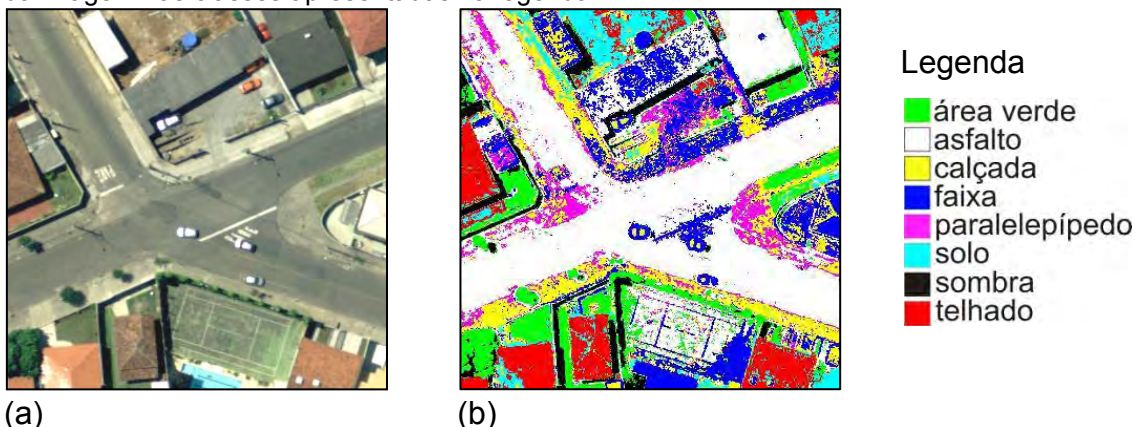 Legenda
área verde
asfalto
calçada
faixa
paralelepípedo
solo
sombra
telhado
(a)
(b)